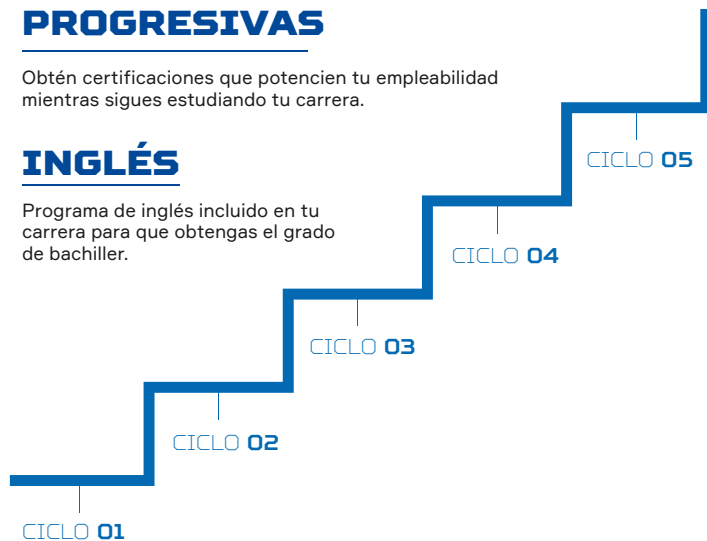 PROGRESIVAS
Obtén certificaciones que potencien tu empleabilidad
mientras sigues estudiando tu carrera.
INGLÉS
Programa de inglés incluido en tu
carrera para que obtengas el grado
de bachiller.
CICLO 05
CICLO 04
CICLO 03
CICLO 02
CICLO 01